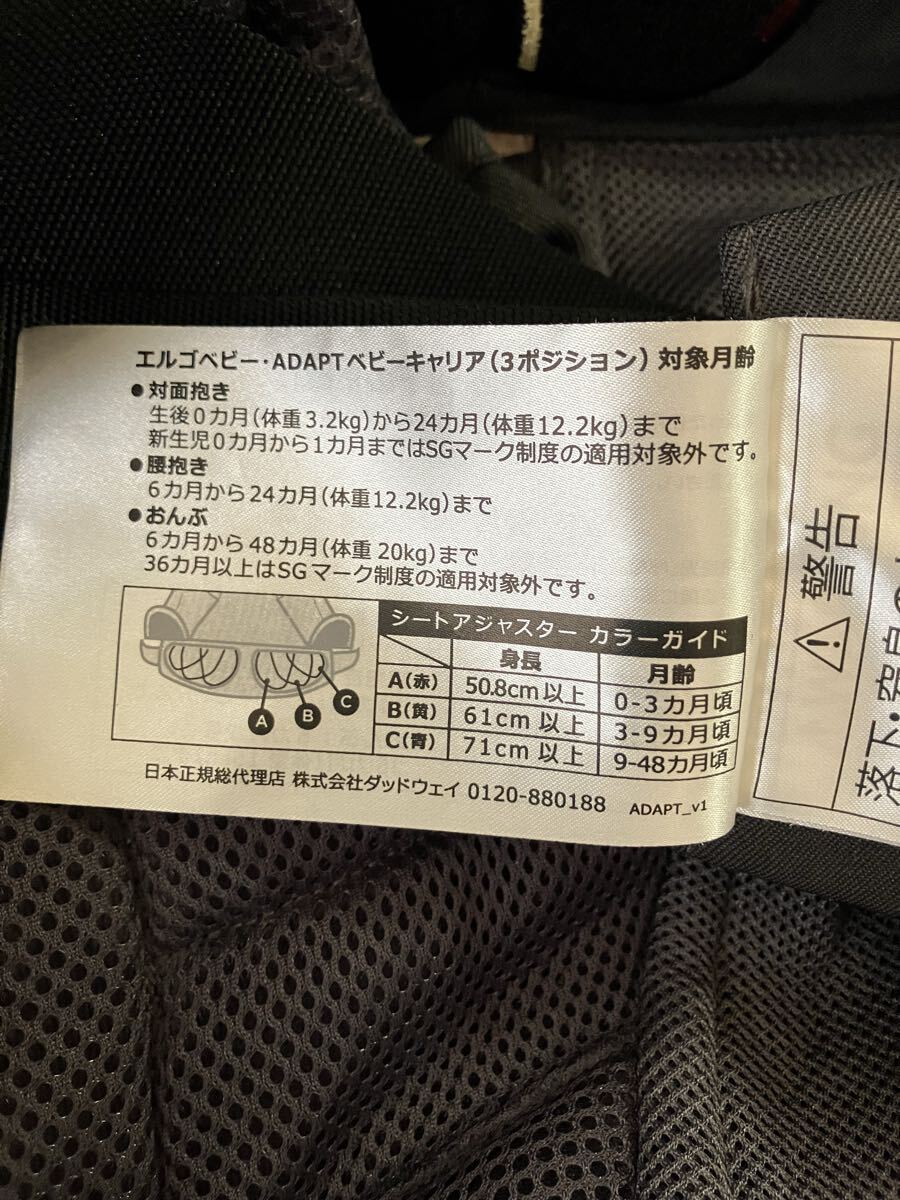 エルゴベビー・ADAPTベビーキャリア(3ポジション) 対象月齢
●対面抱き
生後0カ月(体重3.2kg)から24カ月(体重12.2kg)まで
新生児0カ月から1カ月まではSGマーク制度の適用対象外です。
●腰抱き
6カ月から24カ月(体重12.2kg)まで
●おんぶ
6カ月から48カ月(体重20kg)まで
36カ月以上はSGマーク制度の適用対象外です。
シートアジャスター カラーガイド
身長 月齢
A(赤) 50.8cm以上 0-3カ月頃
B(黄) 61cm 以上 3-9カ月頃
C(青) 71cm 以上 9-48カ月頃
A B C
日本正規総代理店 株式会社ダッドウェイ 0120-880188 ADAPT_v1
警告
落下・窒息の